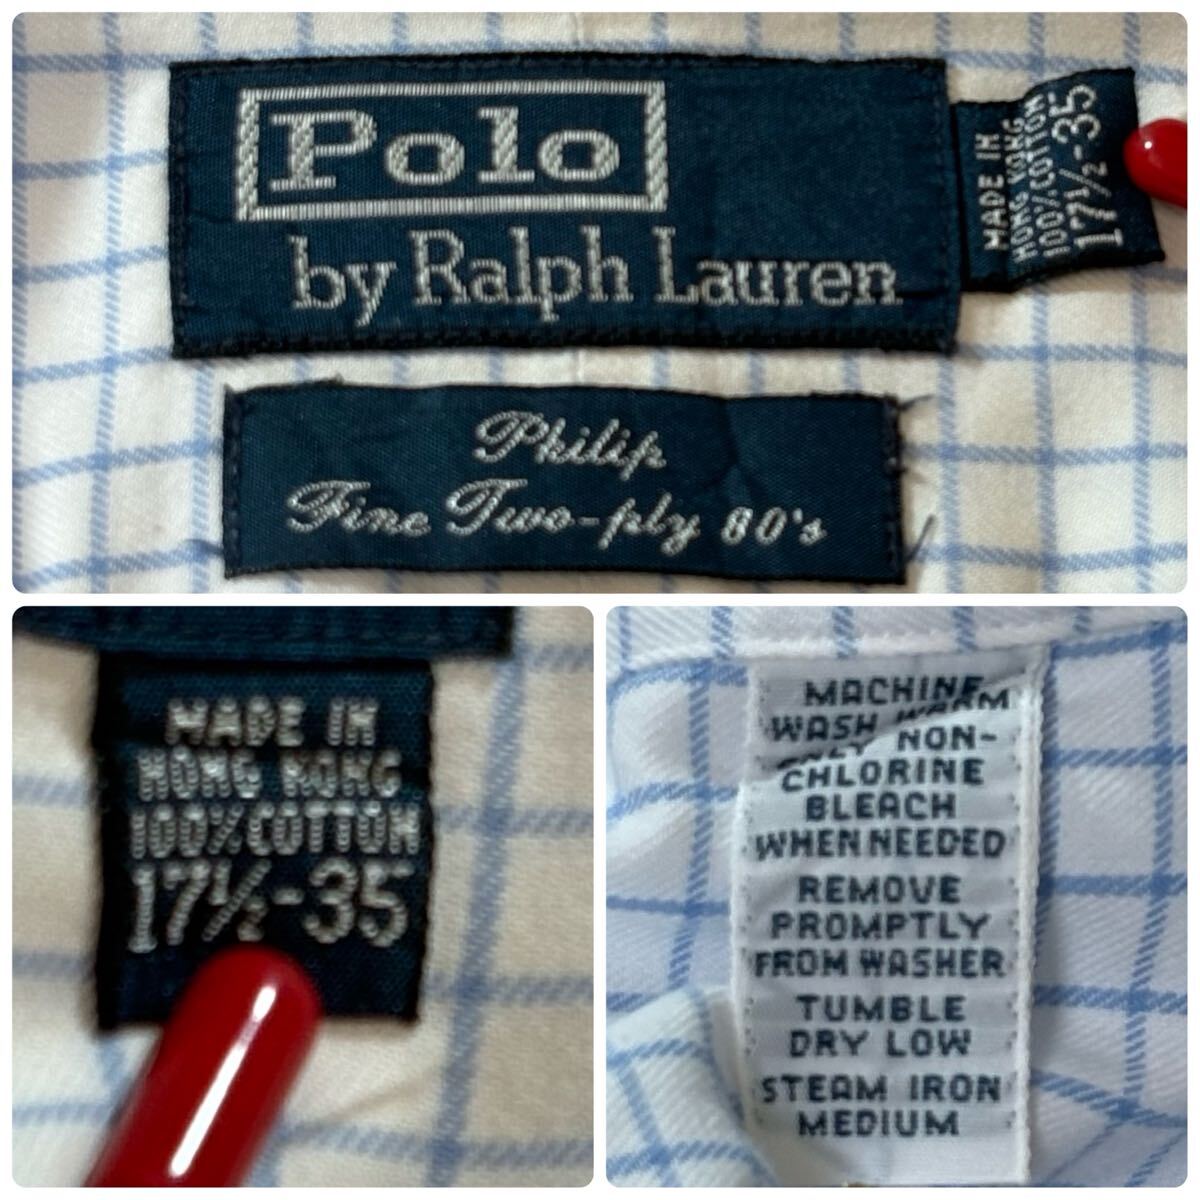 Polo
by Ralph Lauren
MADE IN
HONG KONG
100% COTTON
17½-35
Philip
Fine Two-ply 80's
MADE IN
HONG KONG
100% COTTON
17½-35
MACHINE
WASH WARM
ONLY NON-
CHLORINE
BLEACH
WHEN NEEDED
REMOVE
PROMPTLY
FROM WASHER
TUMBLE
DRY LOW
STEAM IRON
MEDIUM